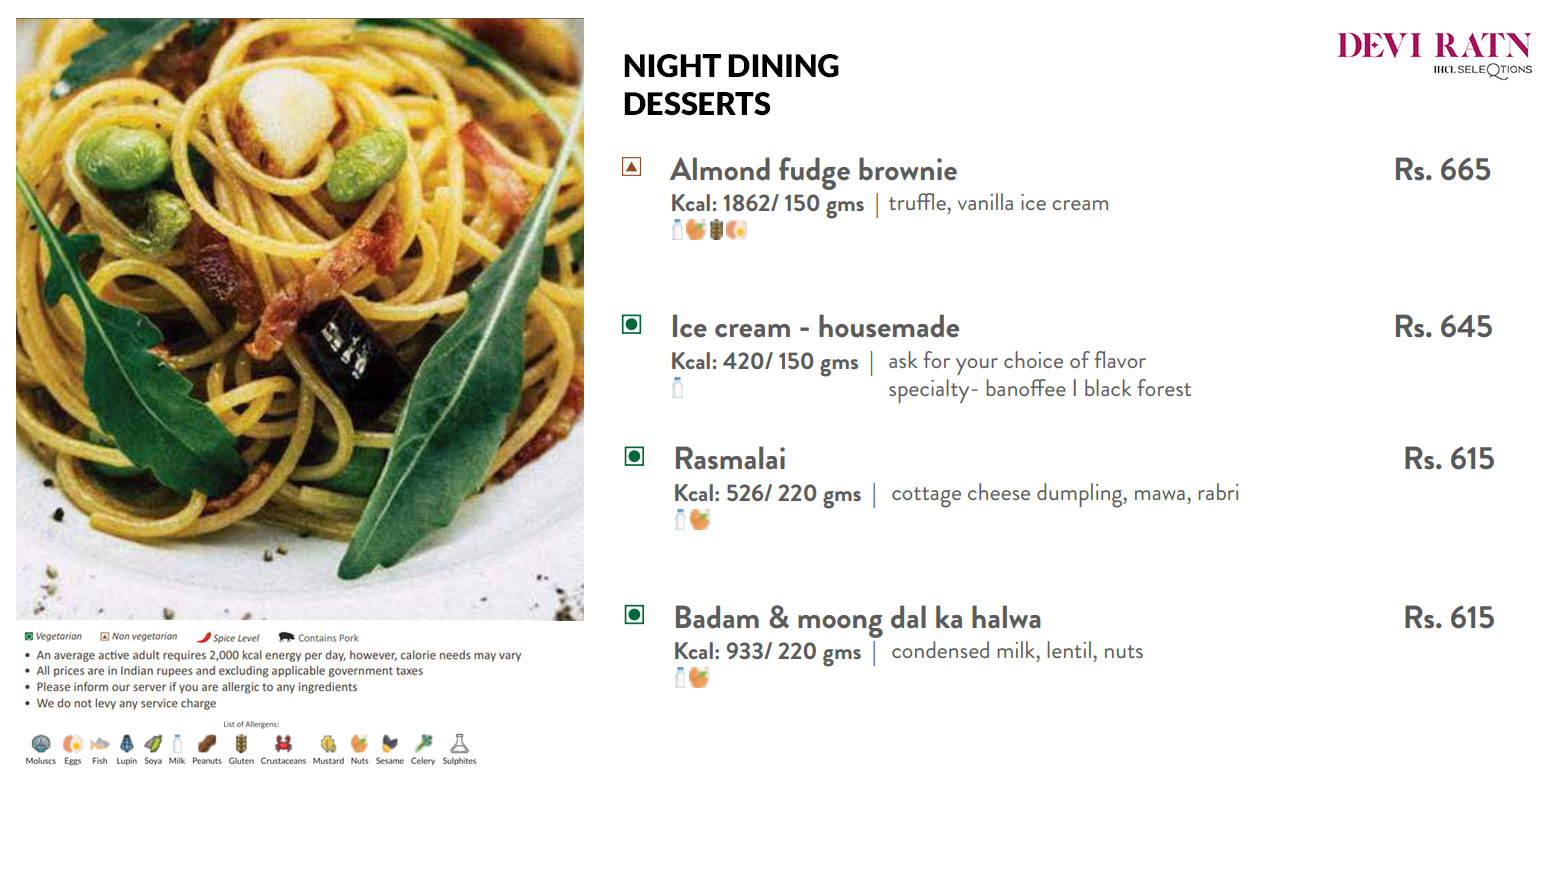 DEVI RATN
IHCL SELEQTIONS
NIGHT DINING
DESSERTS
Almond fudge brownie Rs. 665
Kcal: 1862/ 150 gms | truffle, vanilla ice cream
Ice cream - housemade Rs. 645
Kcal: 420/ 150 gms | ask for your choice of flavor
specialty- banoffee l black forest
Rasmalai Rs. 615
Kcal: 526/ 220 gms | cottage cheese dumpling, mawa, rabri
Badam & moong dal ka halwa Rs. 615
Kcal: 933/ 220 gms | condensed milk, lentil, nuts
Vegetarian Non vegetarian Spice Level Contains Pork
• An average active adult requires 2,000 kcal energy per day, however, calorie needs may vary
• All prices are in Indian rupees and excluding applicable government taxes
• Please inform our server if you are allergic to any ingredients
• We do not levy any service charge
List of Allergens:
Moluscs Eggs Fish Lupin Soya Milk Peanuts Gluten Crustaceans Mustard Nuts Sesame Celery Sulphites